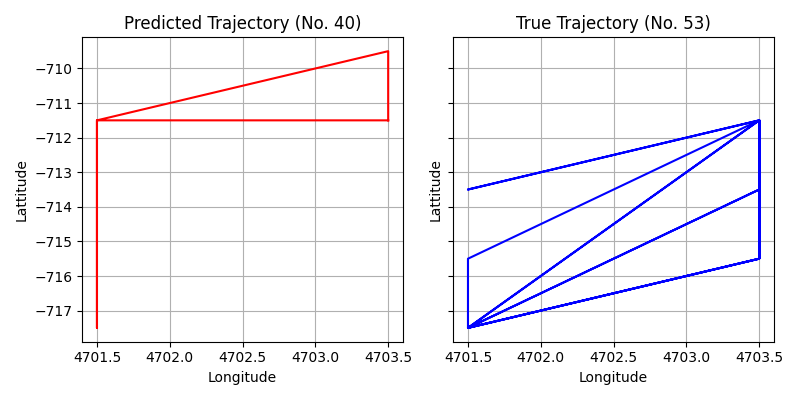 Predicted Trajectory (No. 40)
True Trajectory (No. 53)
−710
−711
−712
−713
−714
−715
−716
−717
Lattitude
Lattitude
4701.5 4702.0 4702.5 4703.0 4703.5
4701.5 4702.0 4702.5 4703.0 4703.5
Longitude
Longitude